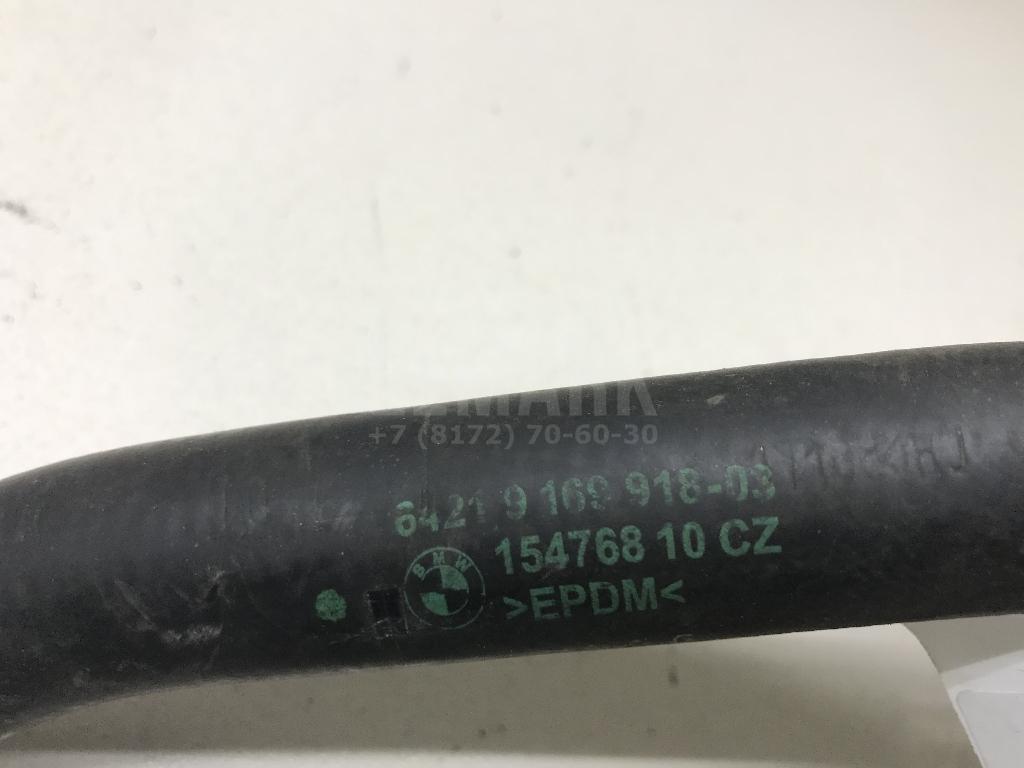 +7 (8172) 70-60-30
6421 9 169 918-03
154768 10 CZ
BMW
>EPDM<